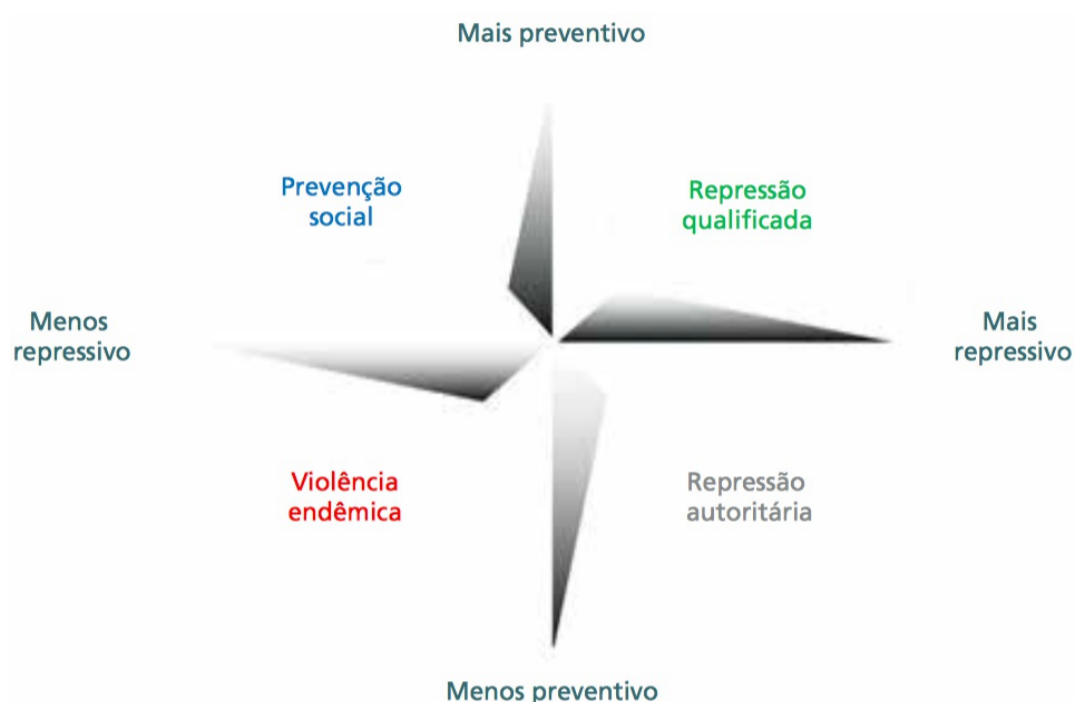 Mais preventivo
Prevenção
social
Repressão
qualificada
Menos
repressivo
Mais
repressivo
Violência
endêmica
Repressão
autoritária
Menos preventivo